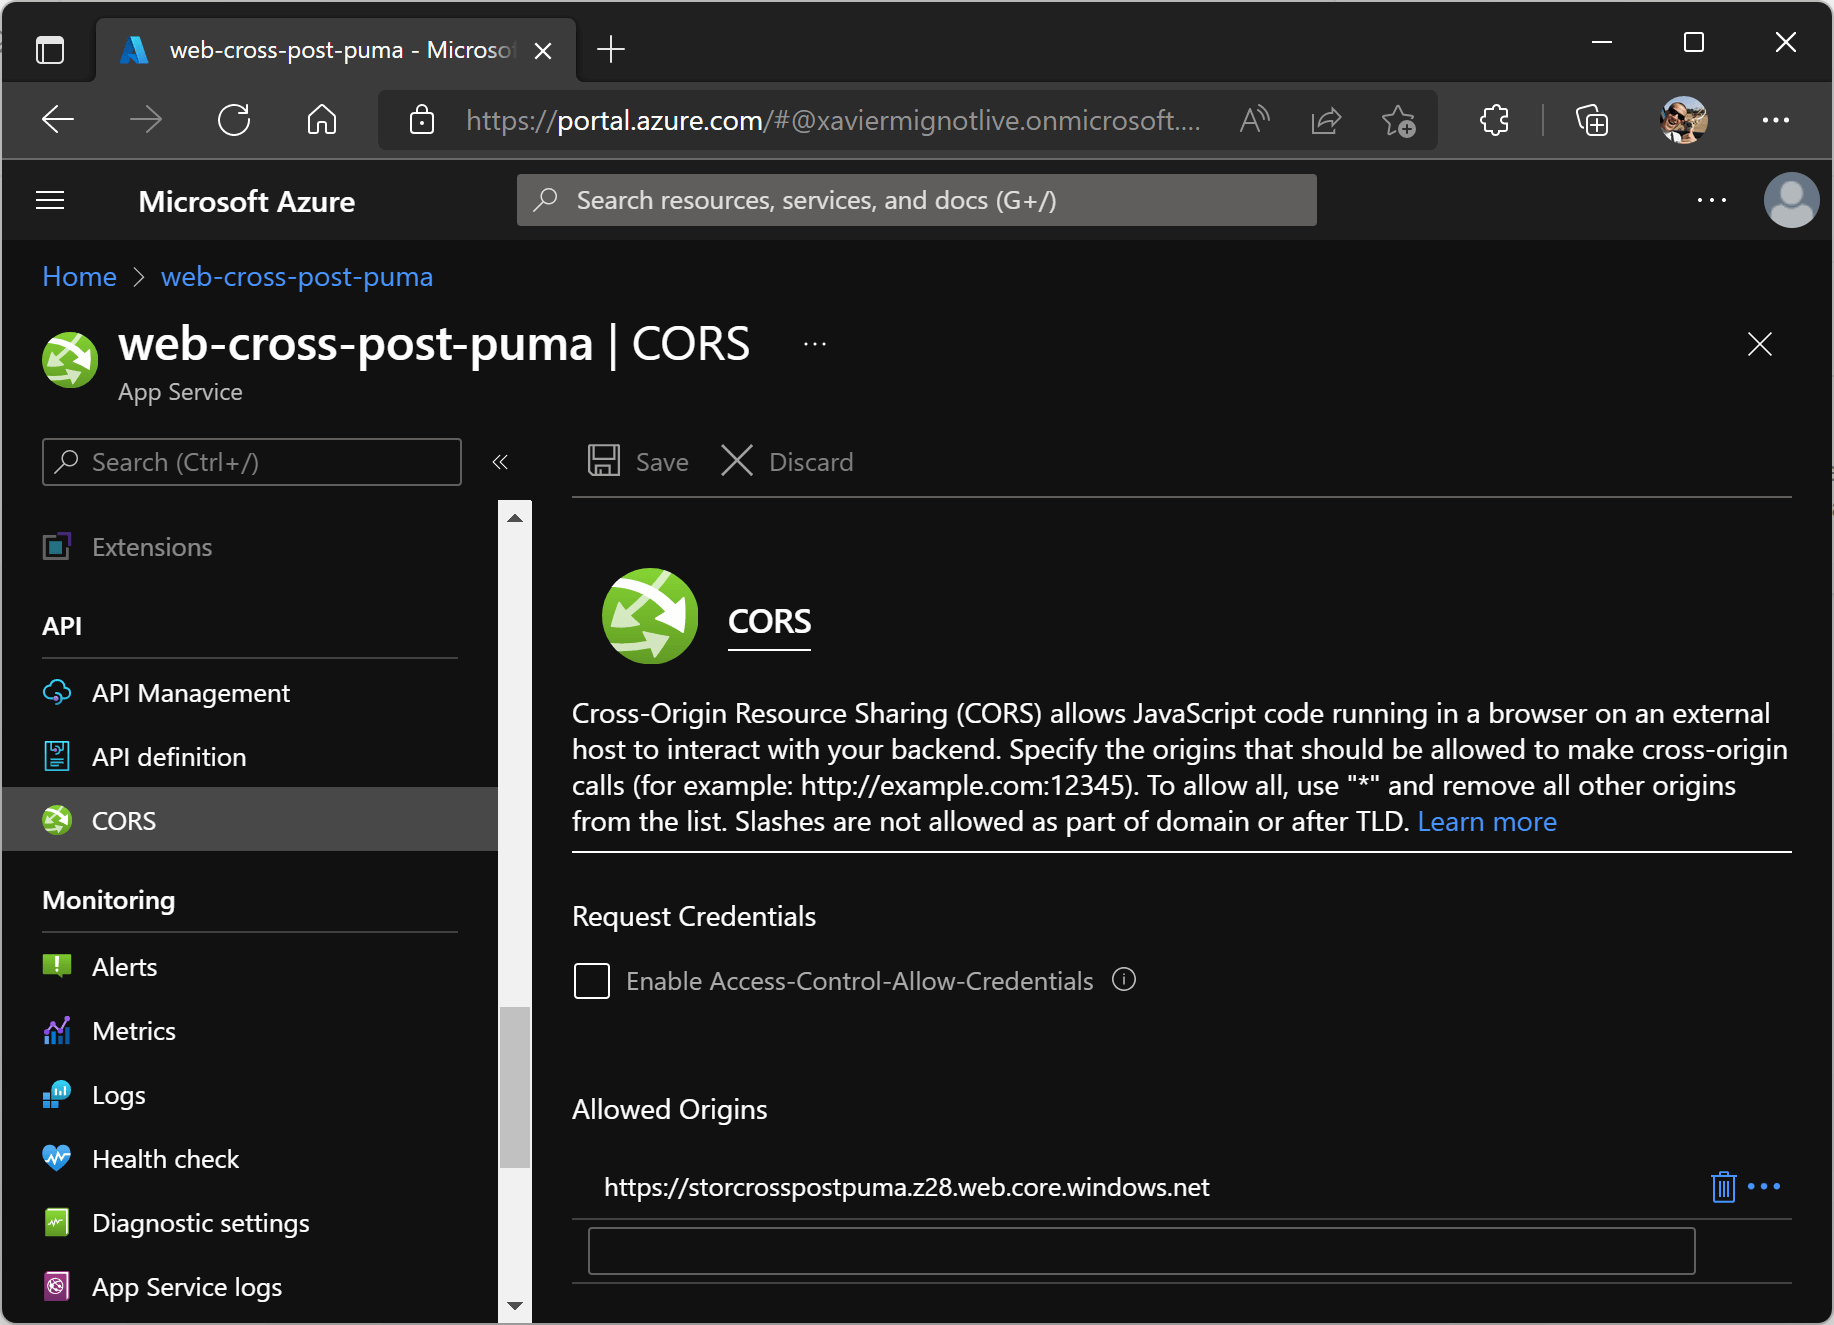 web-cross-post-puma - Microsof
https://portal.azure.com/#@xaviermignotlive.onmicrosoft....
Microsoft Azure
Search resources, services, and docs (G+/)
Home > web-cross-post-puma
web-cross-post-puma | CORS
App Service
Search (Ctrl+/)
Save
Discard
Extensions
API
API Management
API definition
CORS
Monitoring
Alerts
Metrics
Logs
Health check
Diagnostic settings
App Service logs
CORS
Cross-Origin Resource Sharing (CORS) allows JavaScript code running in a browser on an external
host to interact with your backend. Specify the origins that should be allowed to make cross-origin
calls (for example: http://example.com:12345). To allow all, use "*" and remove all other origins
from the list. Slashes are not allowed as part of domain or after TLD. Learn more
Request Credentials
Enable Access-Control-Allow-Credentials
Allowed Origins
https://storcrosspostpuma.z28.web.core.windows.net